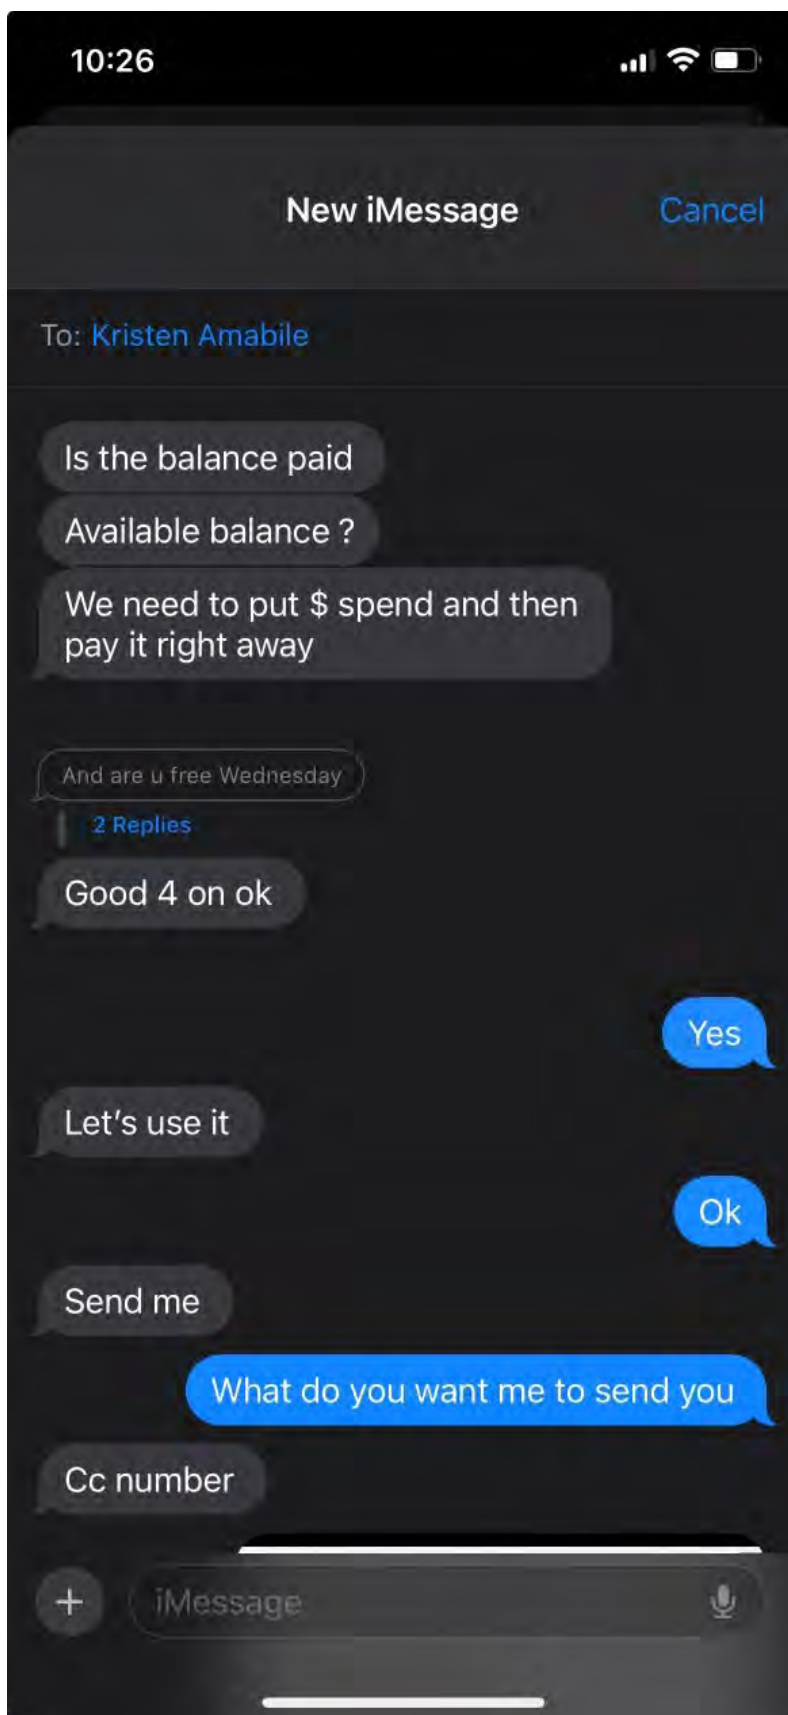 10:26
New iMessage
Cancel
To: Kristen Amabile
Is the balance paid
Available balance ?
We need to put $ spend and then
pay it right away
And are u free Wednesday
2 Replies
Good 4 on ok
Yes
Let's use it
Ok
Send me
What do you want me to send you
Cc number
iMessage